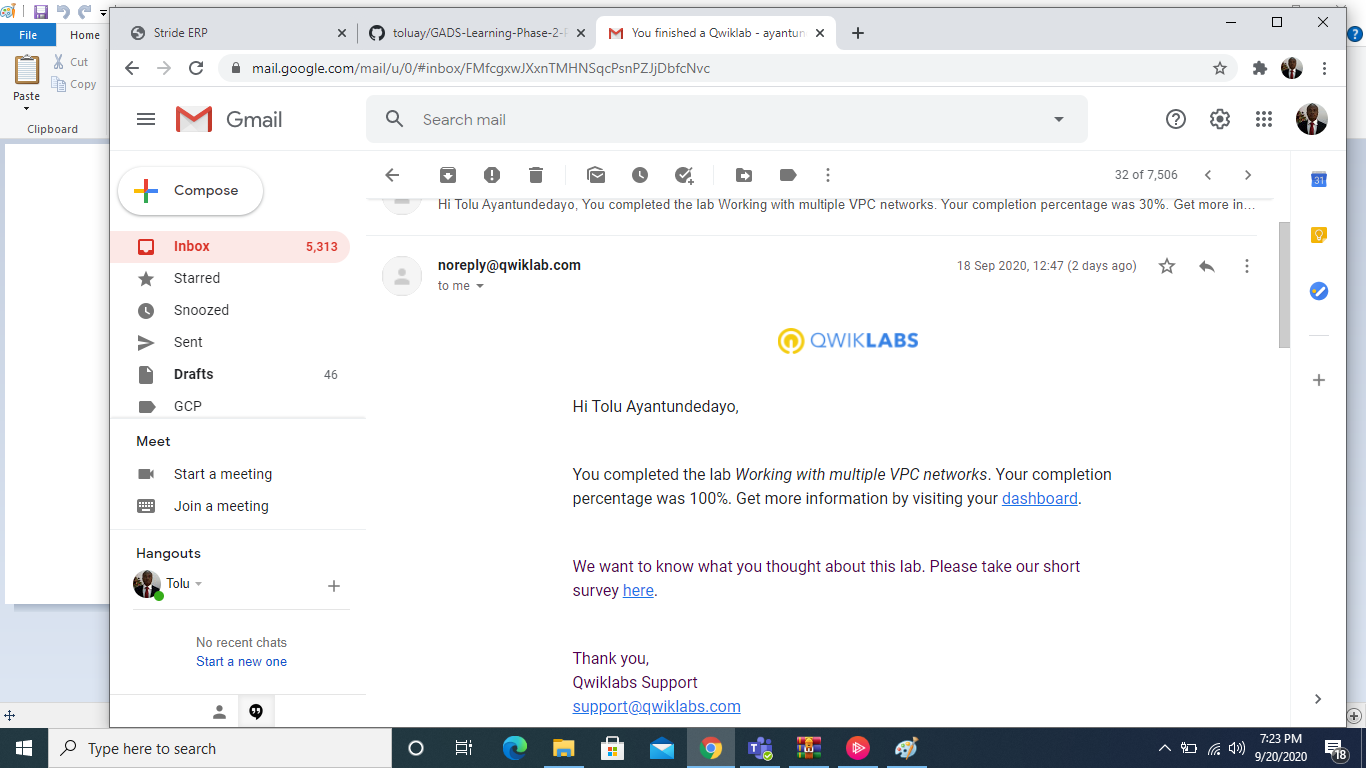 File
Home
Paste
Cut
Copy
Clipboard
Stride ERP
toluay/GADS-Learning-Phase-2-
You finished a Qwiklab - ayantun
mail.google.com/mail/u/0/#inbox/FMfcgxwJXxnTMHNSqcPsnPZJjDbfcNvc
Gmail
Search mail
Compose
32 of 7,506
Hi Tolu Ayantundedayo, You completed the lab Working with multiple VPC networks. Your completion percentage was 30%. Get more in...
Inbox 5,313
Starred
Snoozed
Sent
Drafts 46
GCP
Meet
Start a meeting
Join a meeting
Hangouts
Tolu
No recent chats
Start a new one
noreply@qwiklab.com
18 Sep 2020, 12:47 (2 days ago)
to me
QWIKLABS
Hi Tolu Ayantundedayo,
You completed the lab Working with multiple VPC networks. Your completion
percentage was 100%. Get more information by visiting your dashboard.
We want to know what you thought about this lab. Please take our short
survey here.
Thank you,
Qwiklabs Support
support@qwiklabs.com
31
Type here to search
7:23 PM
9/20/2020
18